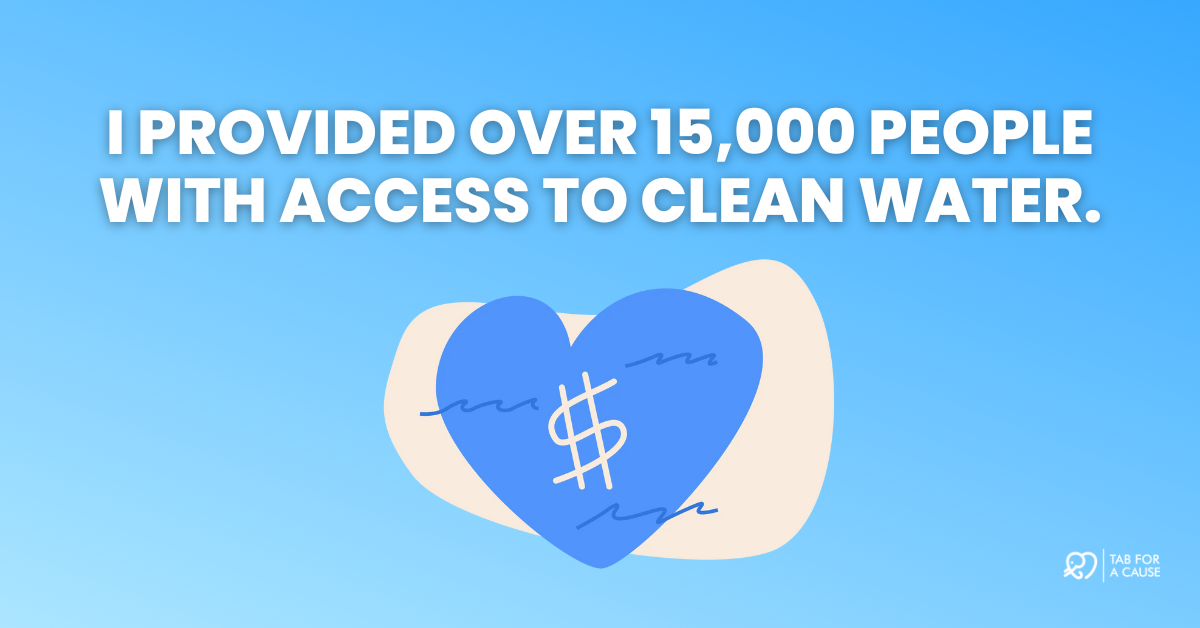 I PROVIDED OVER 15,000 PEOPLE
WITH ACCESS TO CLEAN WATER.
$
TAB FOR
A CAUSE